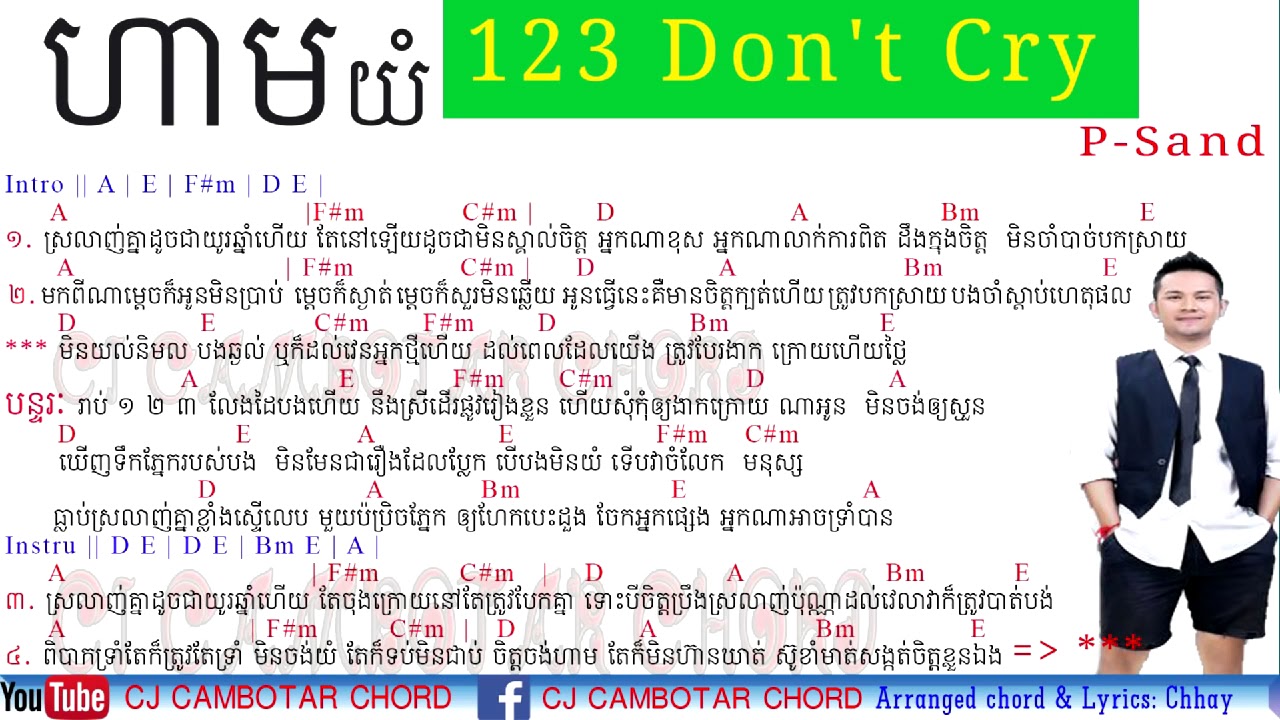 ហាមយំ 123 Don't Cry
P-Sand
Intro || A | E | F#m | D E |
A |F#m C#m | D A Bm E
១. ស្រលាញ់គ្នាដូចជាយូរឆ្នាំហើយ តែនៅឡើយដូចជាមិនស្គាល់ចិត្ត អ្នកណាខុស អ្នកណាលាក់ការពិត ដឹងក្នុងចិត្ត មិនចាំបាច់បកស្រាយ
A | F#m C#m | D A Bm E
២. មកពីណាម្ដេចក៏អូនមិនប្រាប់ ម្ដេចក៏ស្ងាត់ ម្ដេចក៏សួរមិនឆ្លើយ អូនធ្វើនេះគឺមានចិត្តក្បត់ហើយ ត្រូវបកស្រាយ បងចាំស្ដាប់ហេតុផល
D E C#m F#m D Bm E
*** មិនយល់និមល បងឆ្ងល់ ឬក៏ដល់វេនអ្នកថ្មីហើយ ដល់ពេលដែលយើង ត្រូវបែរងាក ក្រោយហើយថ្លៃ
A E F#m C#m D A
បន្ទរ: រាប់ ១ ២ ៣ លែងដៃបងហើយ នឹងស្រីដើរផ្លូវរៀងខ្លួន ហើយសុំកុំឲ្យងាកក្រោយ ណាអូន មិនចង់ឲ្យស្ទួន
D E A E F#m C#m
ឃើញទឹកភ្នែករបស់បង មិនមែនជារឿងដែលប្លែក បើបងមិនយំ ទើបវាចំលែក មនុស្ស
D A Bm E A
ធ្លាប់ស្រលាញ់គ្នាខ្លាំងស្ទើលេប មួយប៉ប្រិចភ្នែក ឲ្យហែកបេះដួង ចែកអ្នកផ្សេង អ្នកណាអាចទ្រាំបាន
Instru || D E | D E | Bm E | A |
A | F#m C#m | D A Bm E
៣. ស្រលាញ់គ្នាដូចជាយូរឆ្នាំហើយ តែចុងក្រោយនៅតែត្រូវបែកគ្នា ទោះបីចិត្តប្រឹងស្រលាញ់ប៉ុណ្ណាដល់វេលាវាក៏ត្រូវបាត់បង់
A | F#m C#m | D A Bm E
៤. ពិបាកទ្រាំតែក៏ត្រូវតែទ្រាំ មិនចង់យំ តែក៏ទប់មិនជាប់ ចិត្តចង់ហាម តែក៏មិនហ៊ានឃាត់ ស៊ូខាំមាត់សង្កត់ចិត្តខ្លួនឯង => ***
YouTube CJ CAMBOTAR CHORD f CJ CAMBOTAR CHORD Arranged chord & Lyrics: Chhay
CJ CAMBOTAR CHORD
CJ CAMBOTAR CHORD